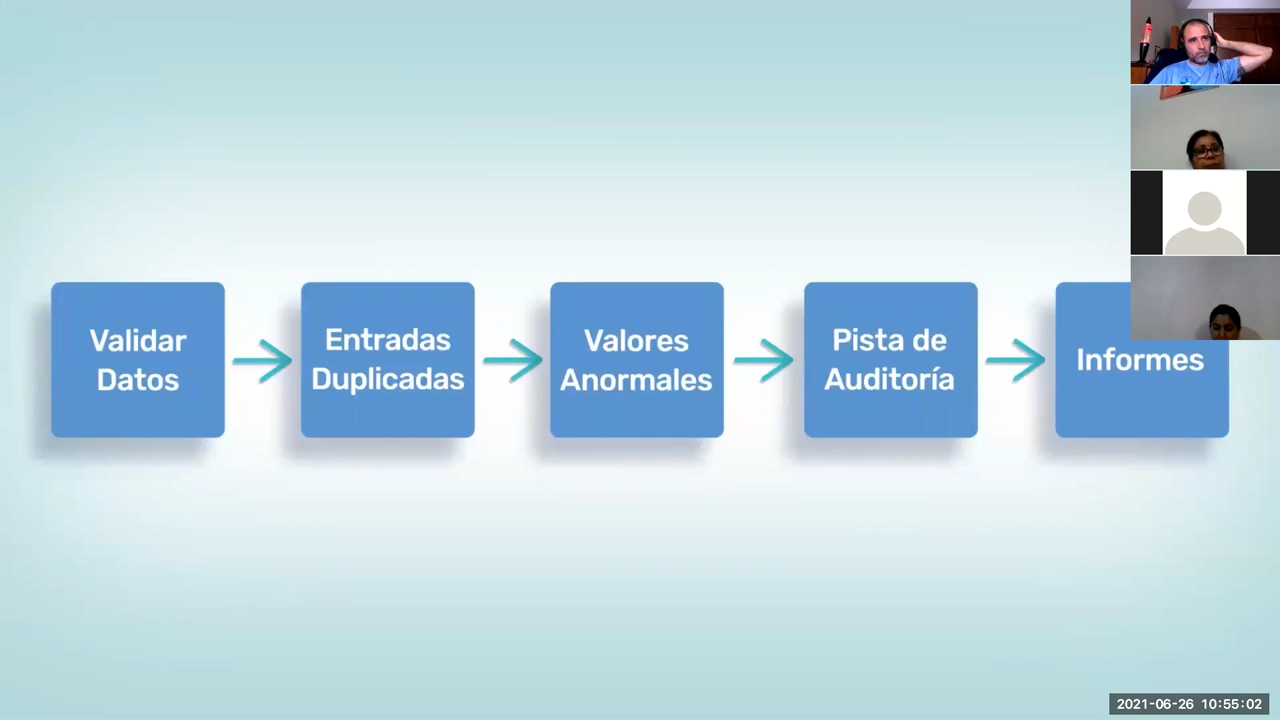 Validar
Datos
Entradas
Duplicadas
Valores
Anormales
Pista de
Auditoría
Informes
2021-06-26 10:55:02